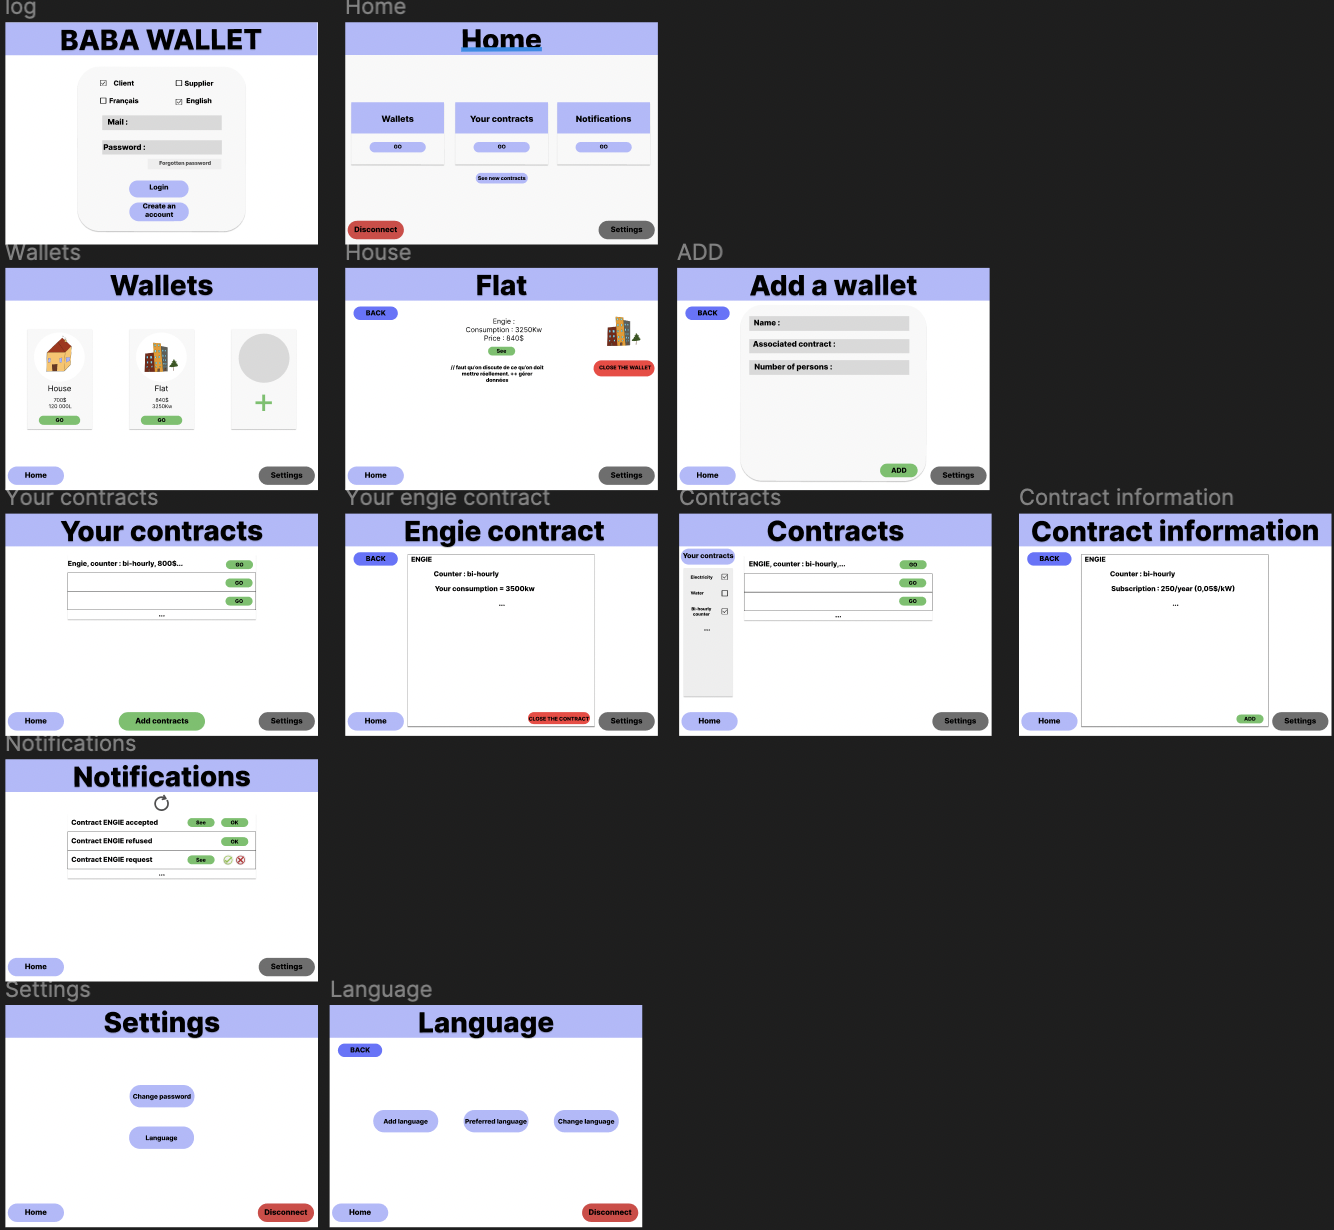 log
BABA WALLET
Client
Supplier
Français
English
Mail :
Password :
Forgotten password
Login
Create an
account
Home
Home
Wallets
Your contracts
Notifications
GO
GO
GO
See new contracts
Disconnect
Settings
Wallets
Wallets
House
700$
120 000L
GO
Flat
840$
3250Kw
GO
+
Home
Settings
House
Flat
BACK
Engie :
Consumption : 3250Kw
Price : 840$
See
// faut qu'on discute de ce qu'on doit
mettre réellement. ++ gérer
données
CLOSE THE WALLET
Home
Settings
ADD
Add a wallet
BACK
Name :
Associated contract :
Number of persons :
ADD
Home
Settings
Your contracts
Your contracts
Engie, counter : bi-hourly, 800$...
GO
GO
GO
...
Home
Add contracts
Settings
Your engie contract
Engie contract
BACK
ENGIE
Counter : bi-hourly
Your consumption = 3500kw
...
CLOSE THE CONTRACT
Home
Settings
Contracts
Contracts
Your contracts
Electricity
Water
Bi-hourly
counter
...
ENGIE, counter : bi-hourly,...
GO
GO
GO
...
Home
Settings
Contract information
Contract information
BACK
ENGIE
Counter : bi-hourly
Subscription : 250/year (0,05$/kW)
...
ADD
Home
Settings
Notifications
Notifications
Contract ENGIE accepted
See
OK
Contract ENGIE refused
OK
Contract ENGIE request
See
...
Home
Settings
Settings
Settings
Change password
Language
Home
Disconnect
Language
Language
BACK
Add language
Preferred language
Change language
Home
Disconnect